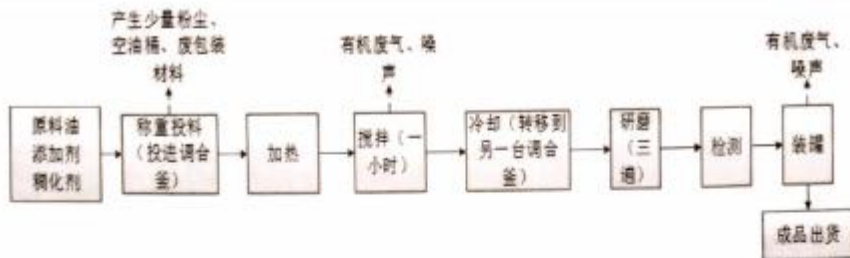 产生少量粉尘、
空油桶、废包装
材料
有机废气、噪
声
有机废气、
噪声
原料油
添加剂
稠化剂
称重投料
（投进调合
釜）
加热
搅拌（一
小时）
冷却（转移到
另一台调合
釜）
研磨
（三
遍）
检测
装罐
成品出货